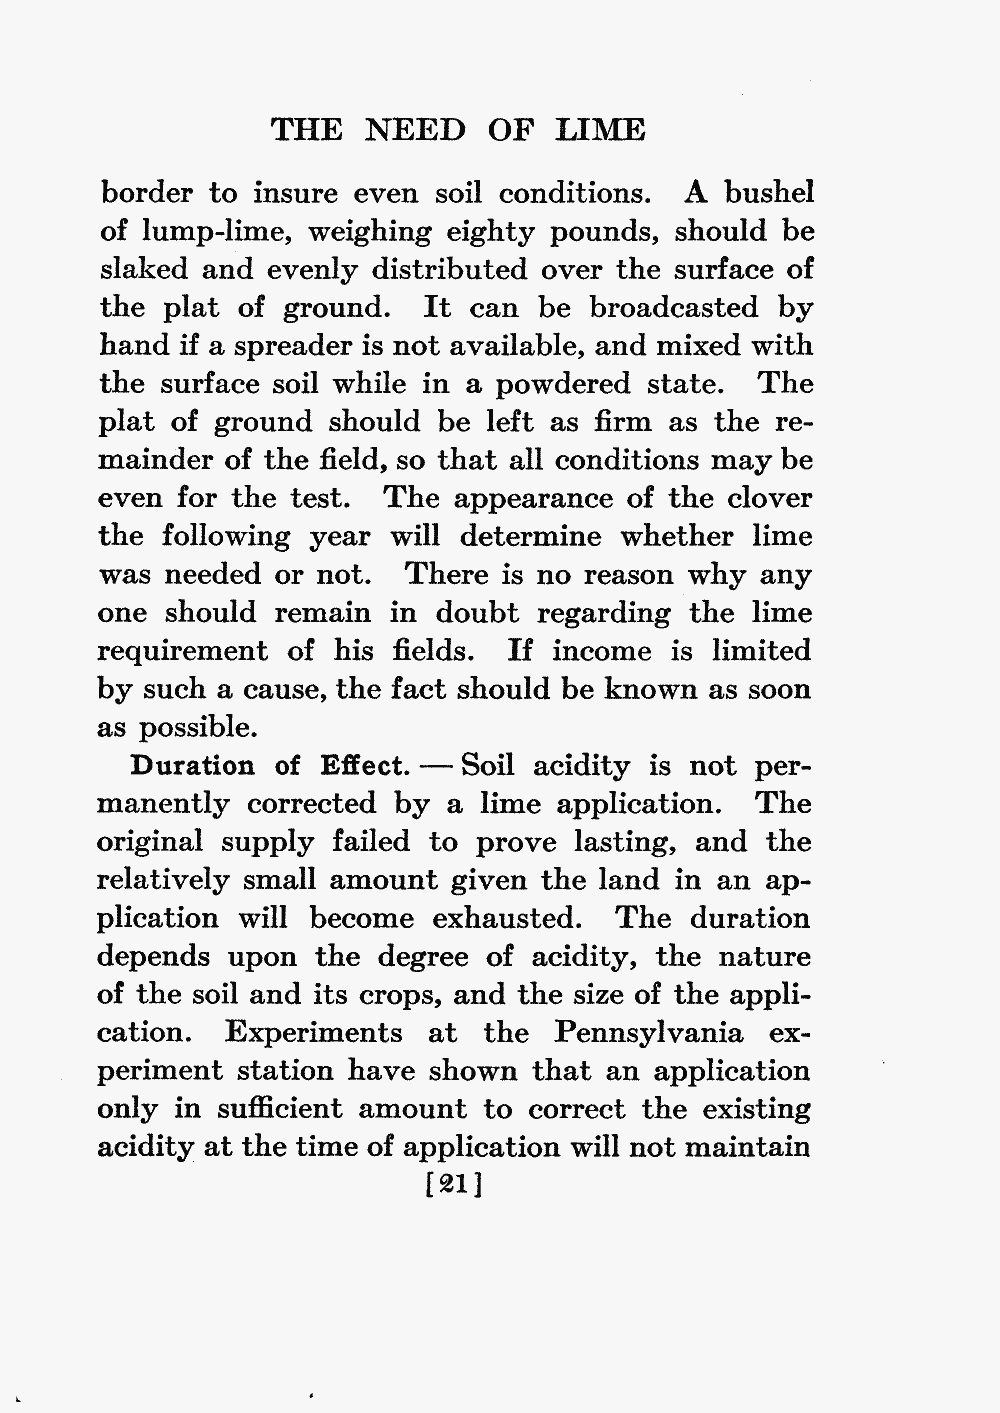 THE NEED OF LIME
border to insure even soil conditions. A bushel
of lump-lime, weighing eighty pounds, should be
slaked and evenly distributed over the surface of
the plat of ground. It can be broadcasted by
hand if a spreader is not available, and mixed with
the surface soil while in a powdered state. The
plat of ground should be left as firm as the re-
mainder of the field, so that all conditions may be
even for the test. The appearance of the clover
the following year will determine whether lime
was needed or not. There is no reason why any
one should remain in doubt regarding the lime
requirement of his fields. If income is limited
by such a cause, the fact should be known as soon
as possible.
Duration of Effect. — Soil acidity is not per-
manently corrected by a lime application. The
original supply failed to prove lasting, and the
relatively small amount given the land in an ap-
plication will become exhausted. The duration
depends upon the degree of acidity, the nature
of the soil and its crops, and the size of the appli-
cation. Experiments at the Pennsylvania ex-
periment station have shown that an application
only in sufficient amount to correct the existing
acidity at the time of application will not maintain
[21]